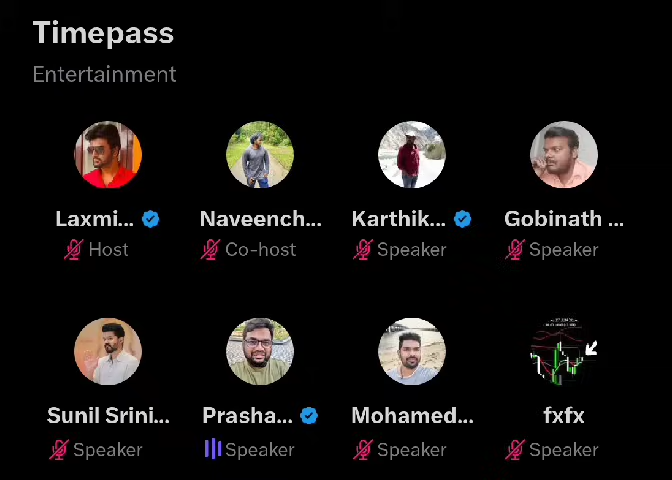 Timepass
Entertainment
Laxmi... Naveench... Karthik... Gobinath ...
Host Co-host Speaker Speaker
Sunil Srini... Prasha... Mohamed... fxfx
Speaker Speaker Speaker Speaker